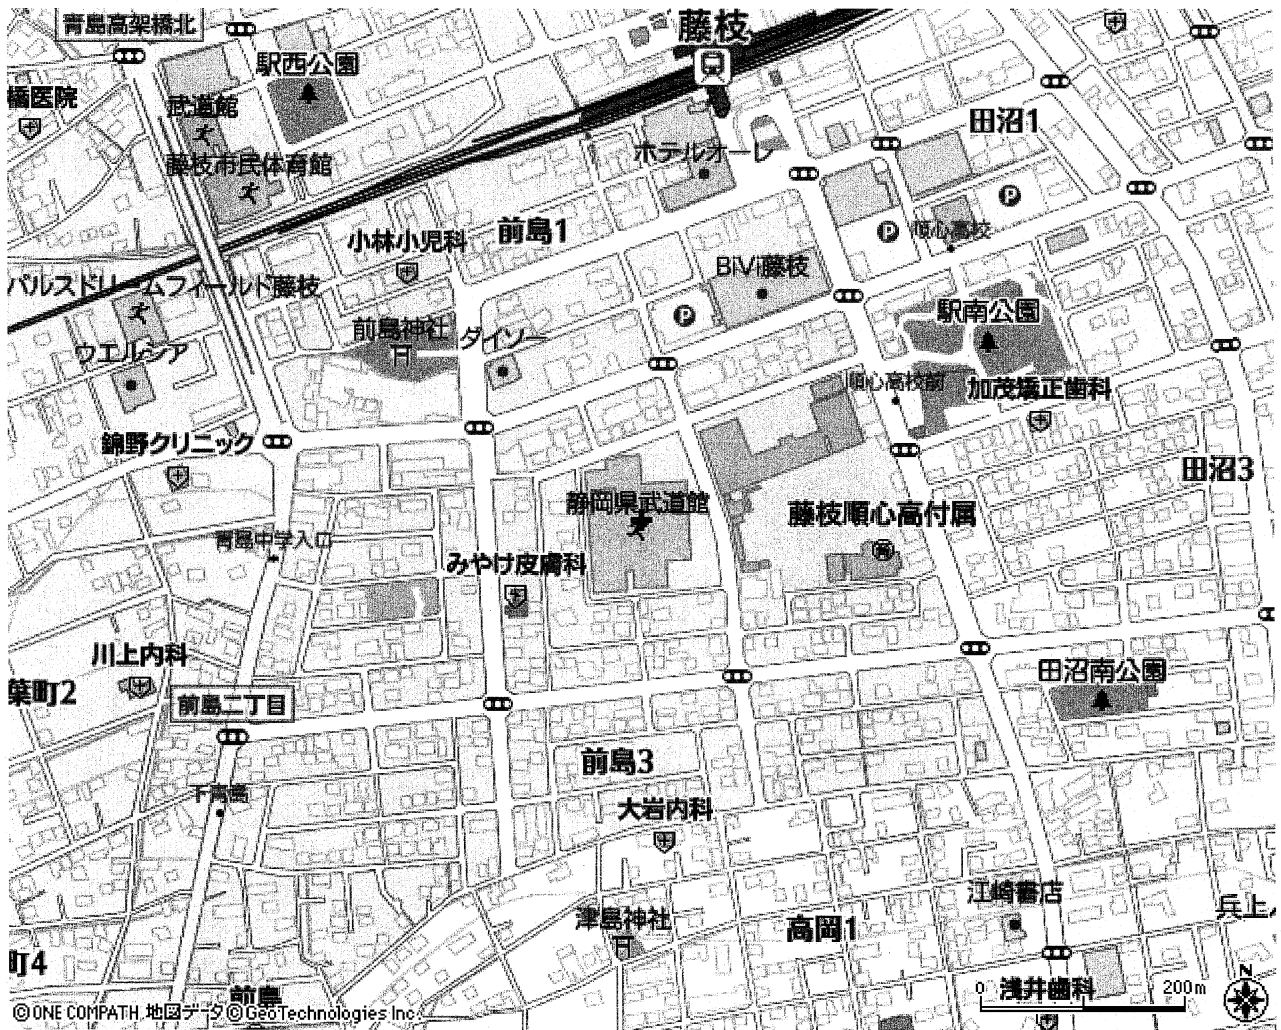 青島高架橋北
藤枝
駅西公園
橋医院
武道館
田沼1
藤枝市民体育館
ホテルオーレ
P
小林小児科
前島1
P
順心高校
BiVi藤枝
パルスドリームフィールド藤枝
駅南公園
P
前島神社
ダイソー
ウエルシア
順心高校前
加茂矯正歯科
錦野クリニック
田沼3
静岡県武道館
藤枝順心高付属
青島中学入口
みやけ皮膚科
川上内科
田沼南公園
葉町2
前島二丁目
前島3
下高橋
大岩内科
江崎書店
兵上
津島神社
高岡1
町4
前島
浅井歯科
N
0 200m
©ONE COMPATH, 地図データ©GeoTechnologies Inc.